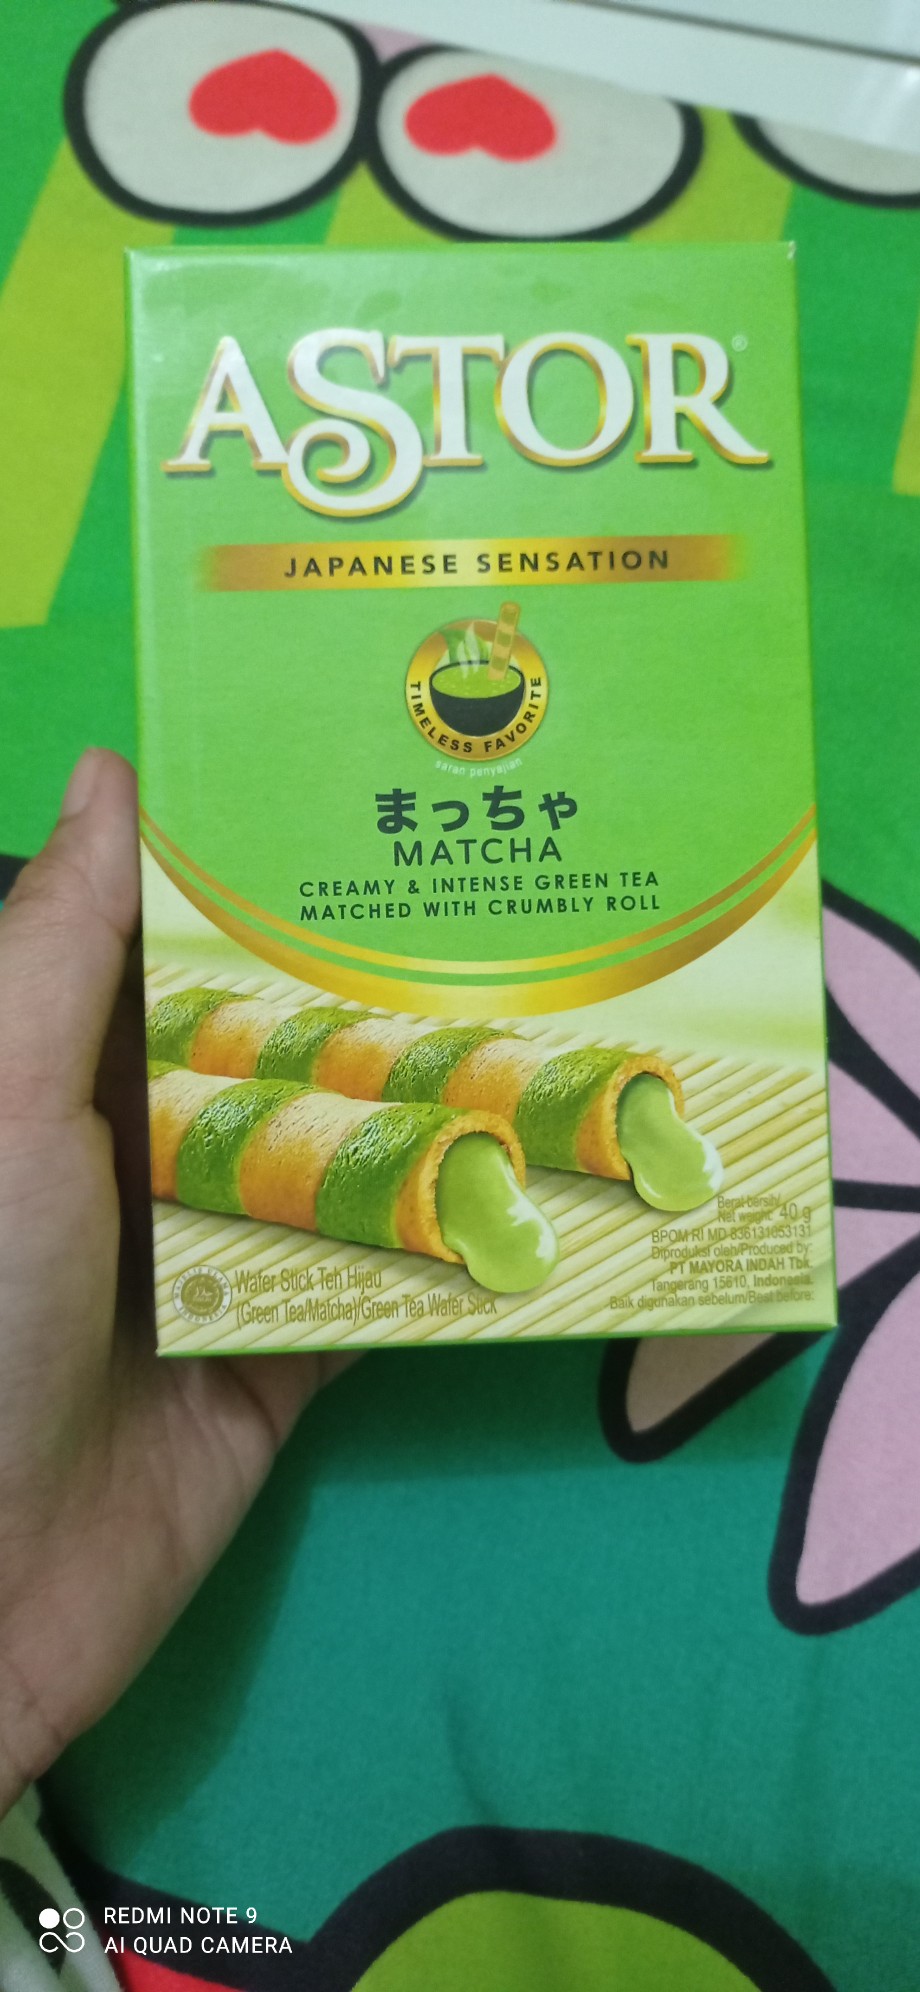 ASTOR®
JAPANESE SENSATION
TIMELESS FAVORITE
saran penyajian
まっちゃ
MATCHA
CREAMY & INTENSE GREEN TEA
MATCHED WITH CRUMBLY ROLL
Berat bersih/
Net weight: 40 g
BPOM RI MD 836131053131
Diproduksi oleh/Produced by:
PT MAYORA INDAH Tbk.
Tangerang 15610, Indonesia.
Baik digunakan sebelum/Best before:
Wafer Stick Teh Hijau
(Green Tea/Matcha)/Green Tea Wafer Stick
REDMI NOTE 9
AI QUAD CAMERA